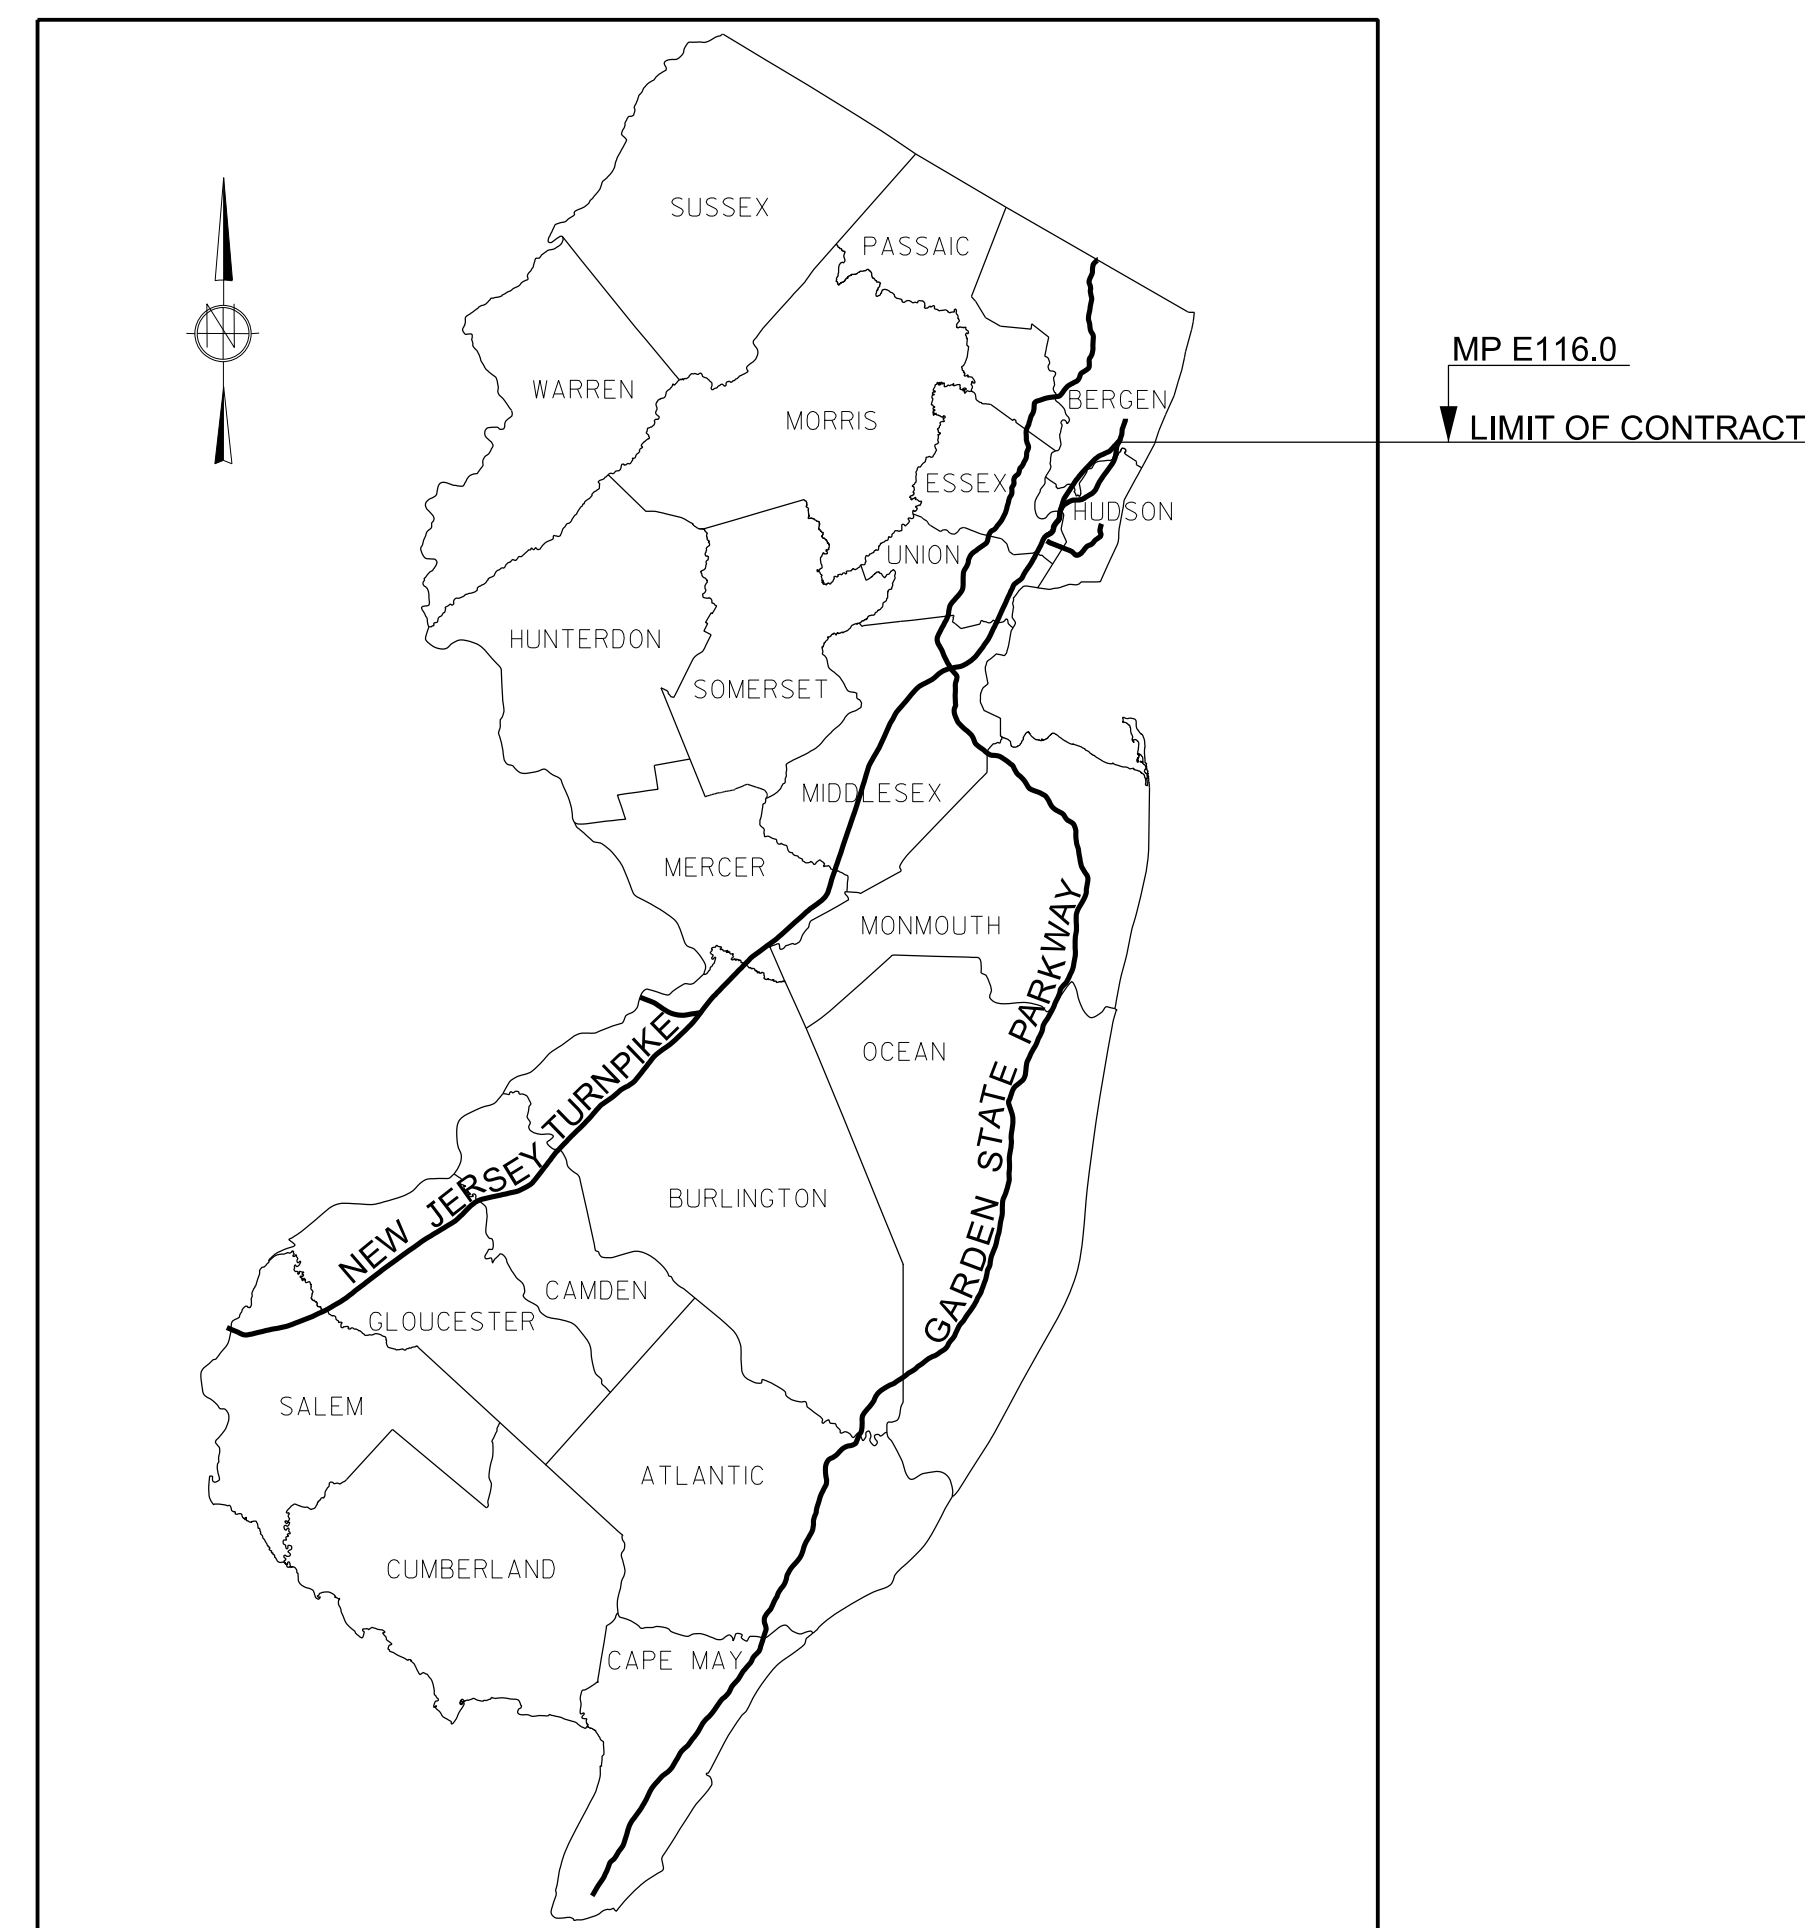 SUSSEX
PASSAIC
MP E116.0
WARREN
BERGEN
MORRIS
LIMIT OF CONTRACT
ESSEX
HUDSON
UNION
HUNTERDON
SOMERSET
MIDDLESEX
MERCER
MONMOUTH
GARDEN STATE PARKWAY
OCEAN
NEW JERSEY TURNPIKE
BURLINGTON
CAMDEN
GLOUCESTER
SALEM
ATLANTIC
CUMBERLAND
CAPE MAY
N